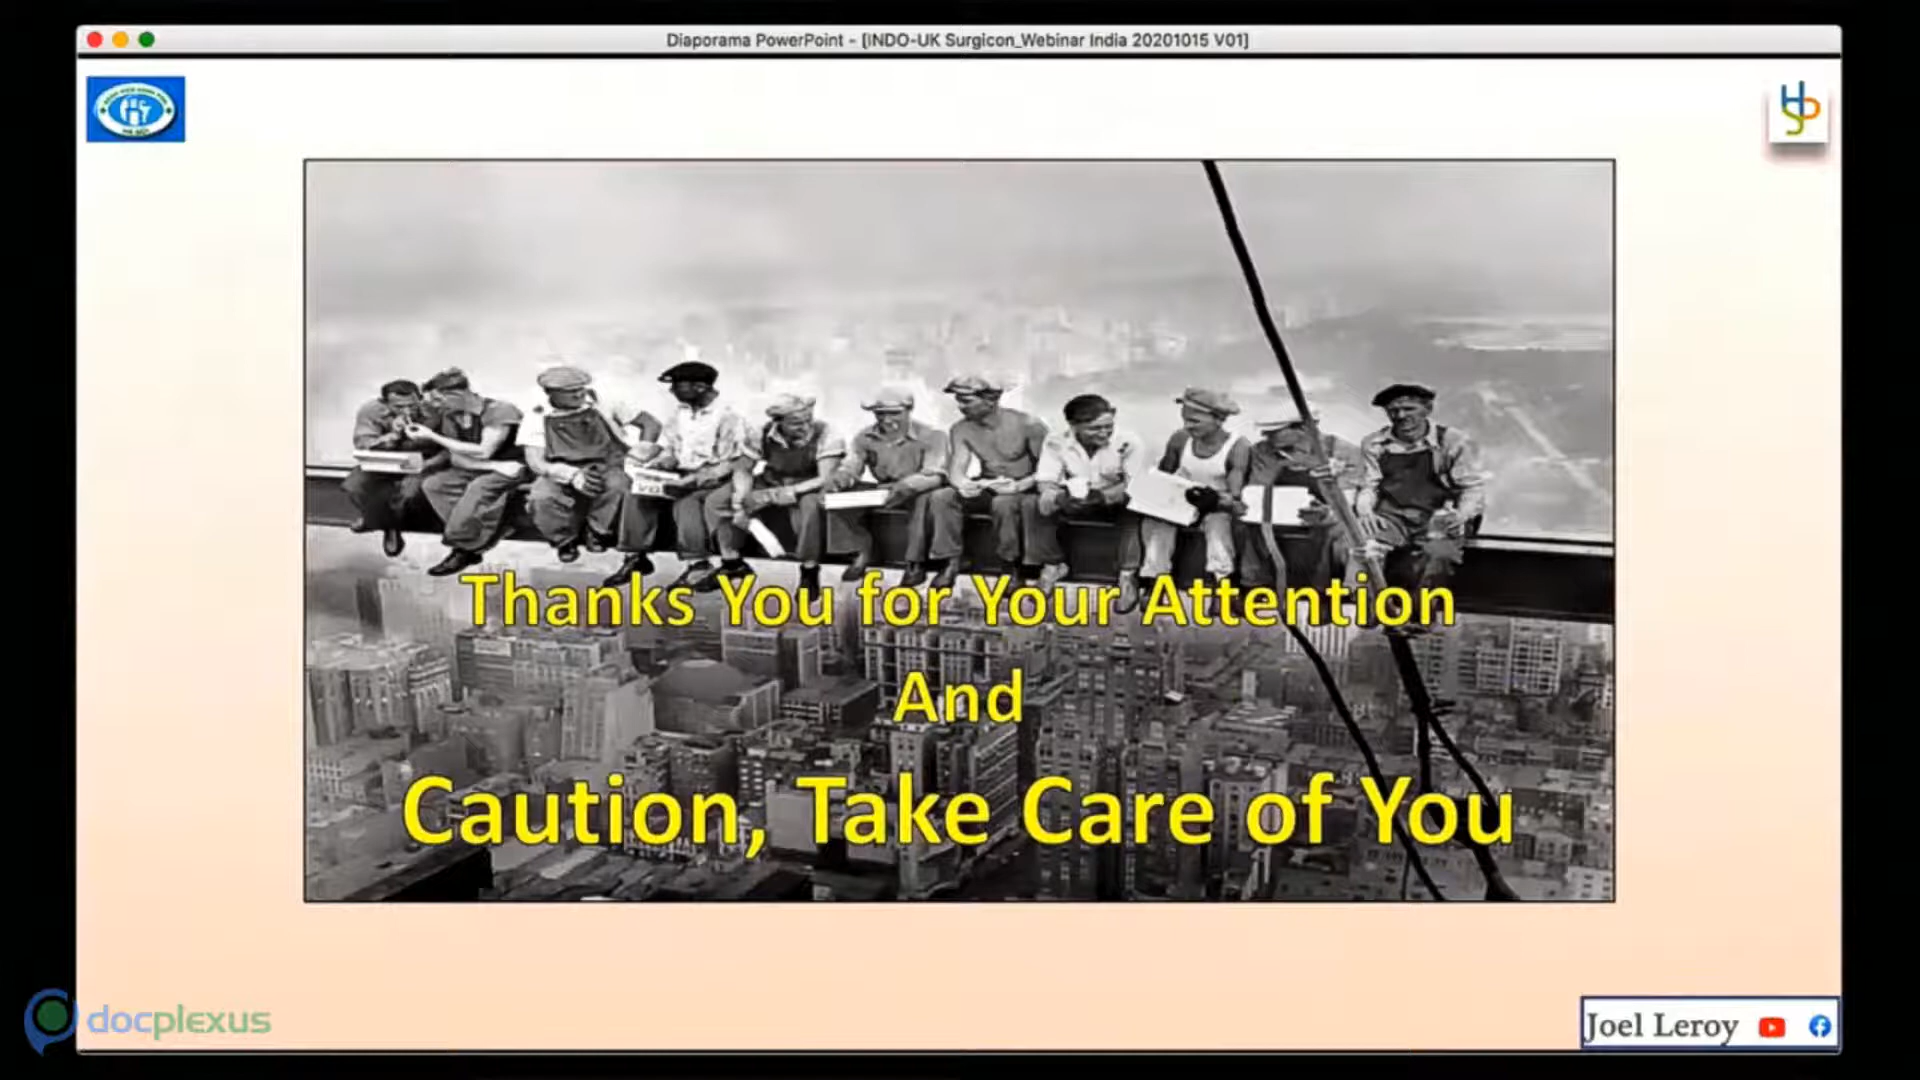 Diaporama PowerPoint - [INDO-UK Surgicon_Webinar India 20201015 V01]
Thanks You for Your Attention
And
Caution, Take Care of You
docplexus
Joel Leroy